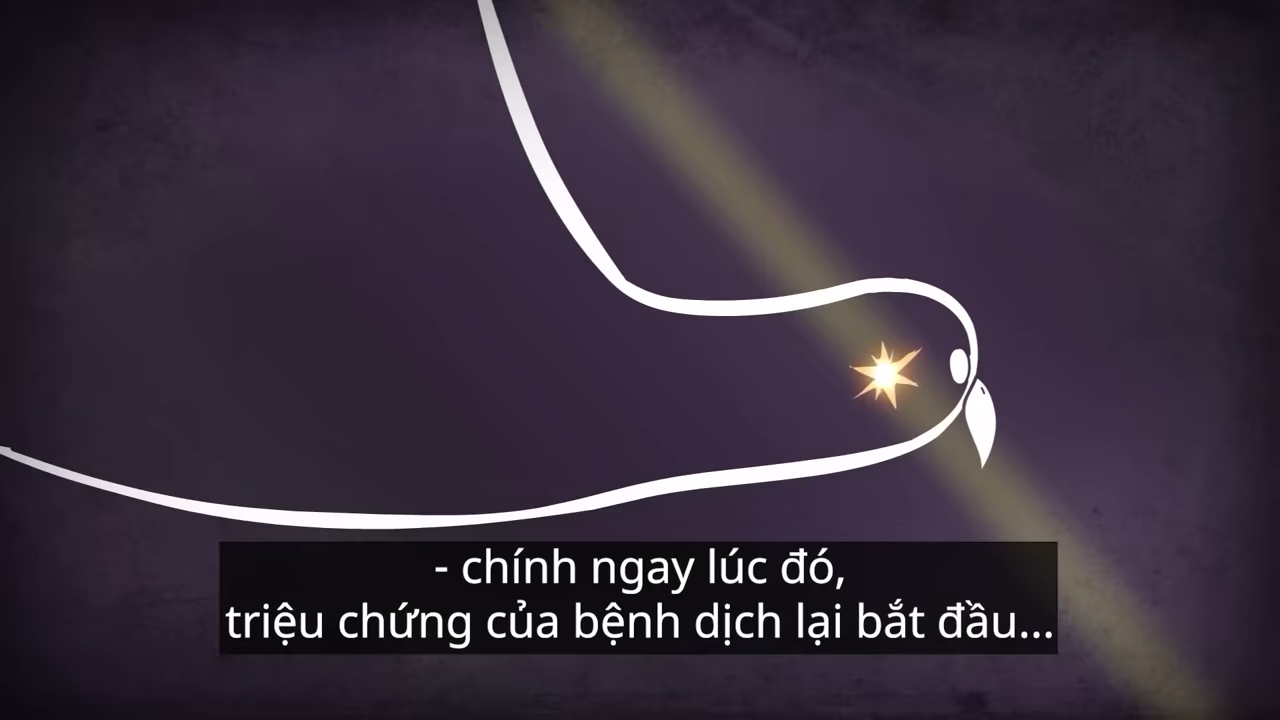 - chính ngay lúc đó,
triệu chứng của bệnh dịch lại bắt đầu...